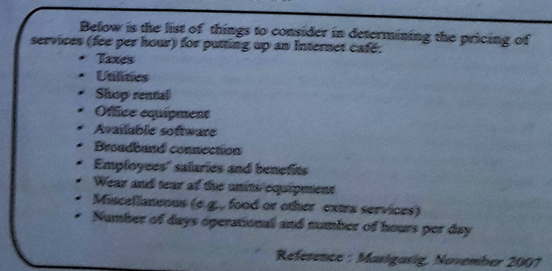 Below is the list of things to consider in determining the pricing of
services (fee per hour) for putting up an Internet café:
• Taxes
• Utilities
• Shop rental
• Office equipment
• Available software
• Broadband connection
• Employees' salaries and benefits
• Wear and tear of the units/equipment
• Miscellaneous (e.g., food or other extra services)
• Number of days operational and number of hours per day
Reference : Masigasig, November 2007